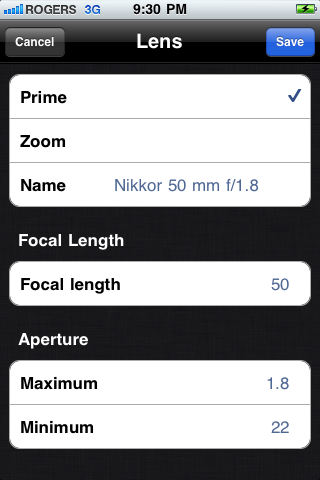 ROGERS 3G 9:30 PM
Cancel Lens Save
Prime
Zoom
Name Nikkor 50 mm f/1.8
Focal Length
Focal length 50
Aperture
Maximum 1.8
Minimum 22